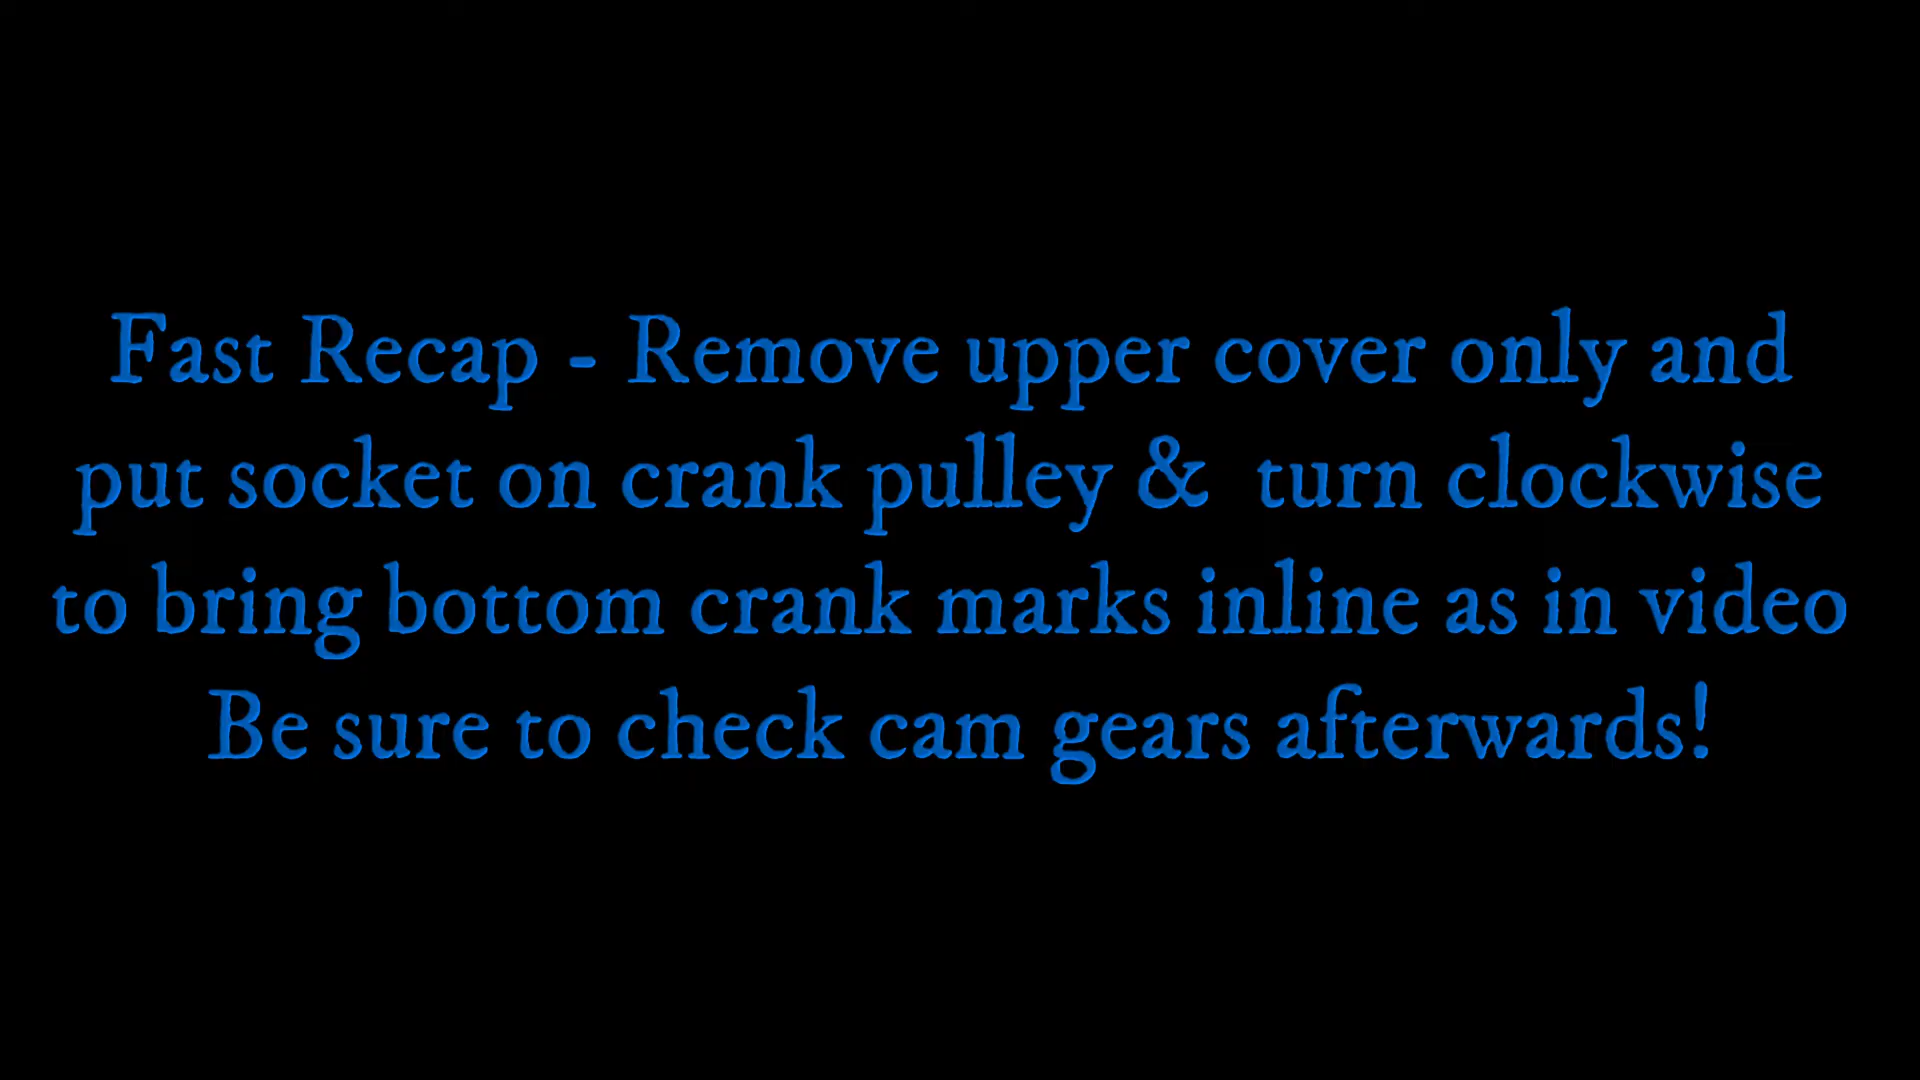 Fast Recap - Remove upper cover only and
put socket on crank pulley & turn clockwise
to bring bottom crank marks inline as in video
Be sure to check cam gears afterwards!